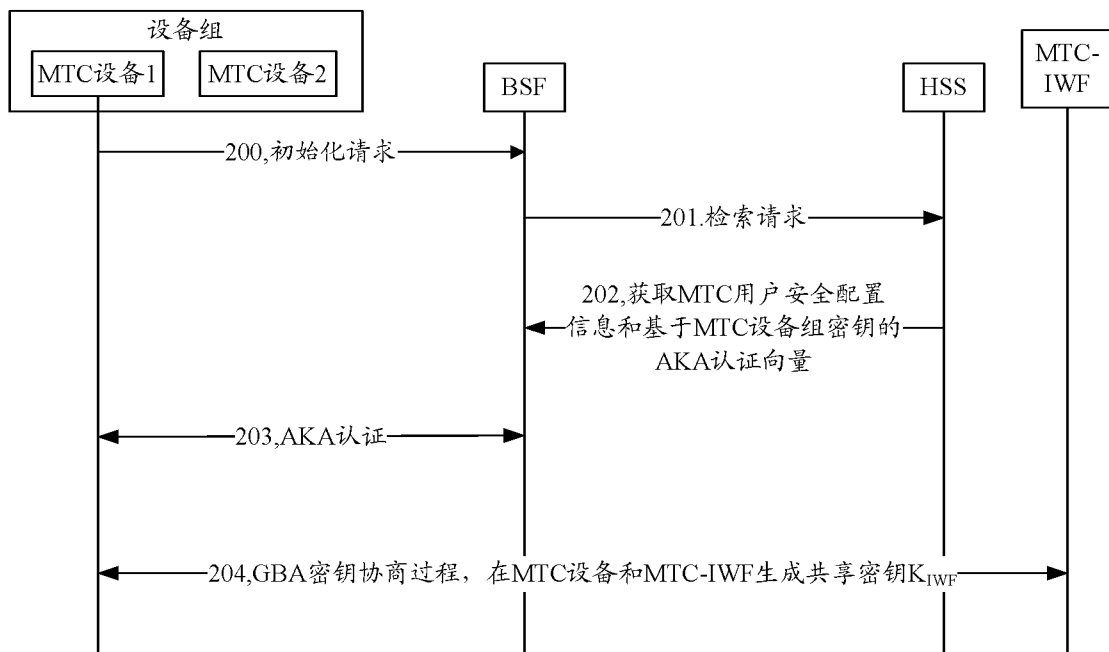 设备组
MTC设备1
MTC设备2
BSF
HSS
MTC-
IWF
200,初始化请求
201.检索请求
202,获取MTC用户安全配置
信息和基于MTC设备组密钥的
AKA认证向量
203,AKA认证
204,GBA密钥协商过程，在MTC设备和MTC-IWF生成共享密钥KIWF